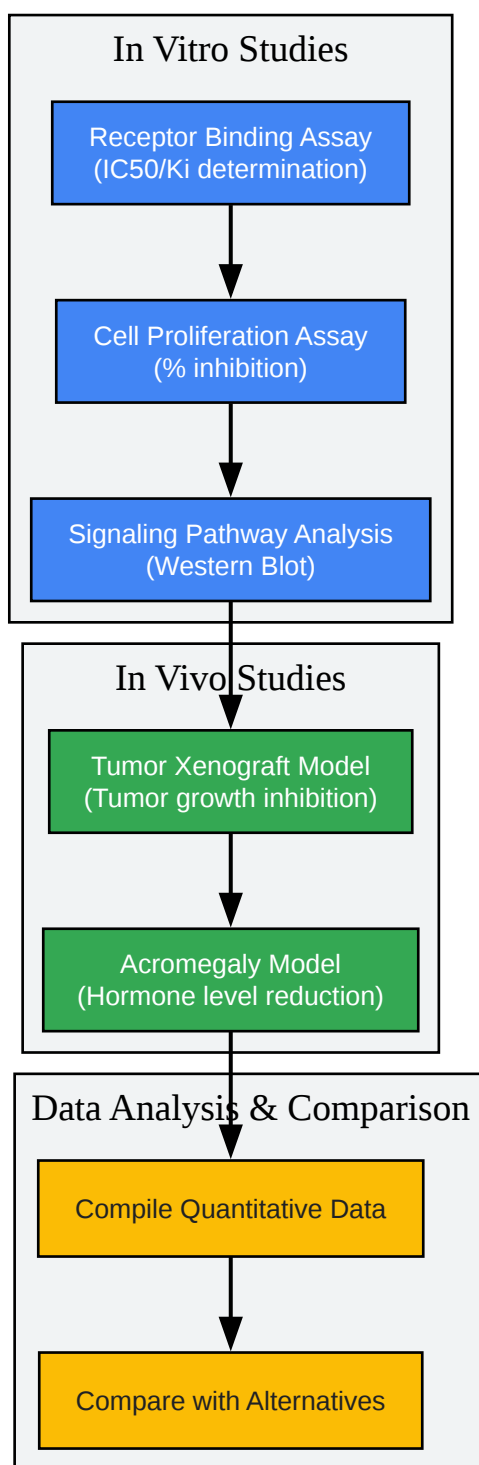 In Vitro Studies
Receptor Binding Assay
(IC50/Ki determination)
Cell Proliferation Assay
(% inhibition)
Signaling Pathway Analysis
(Western Blot)
In Vivo Studies
Tumor Xenograft Model
(Tumor growth inhibition)
Acromegaly Model
(Hormone level reduction)
Data Analysis & Comparison
Compile Quantitative Data
Compare with Alternatives